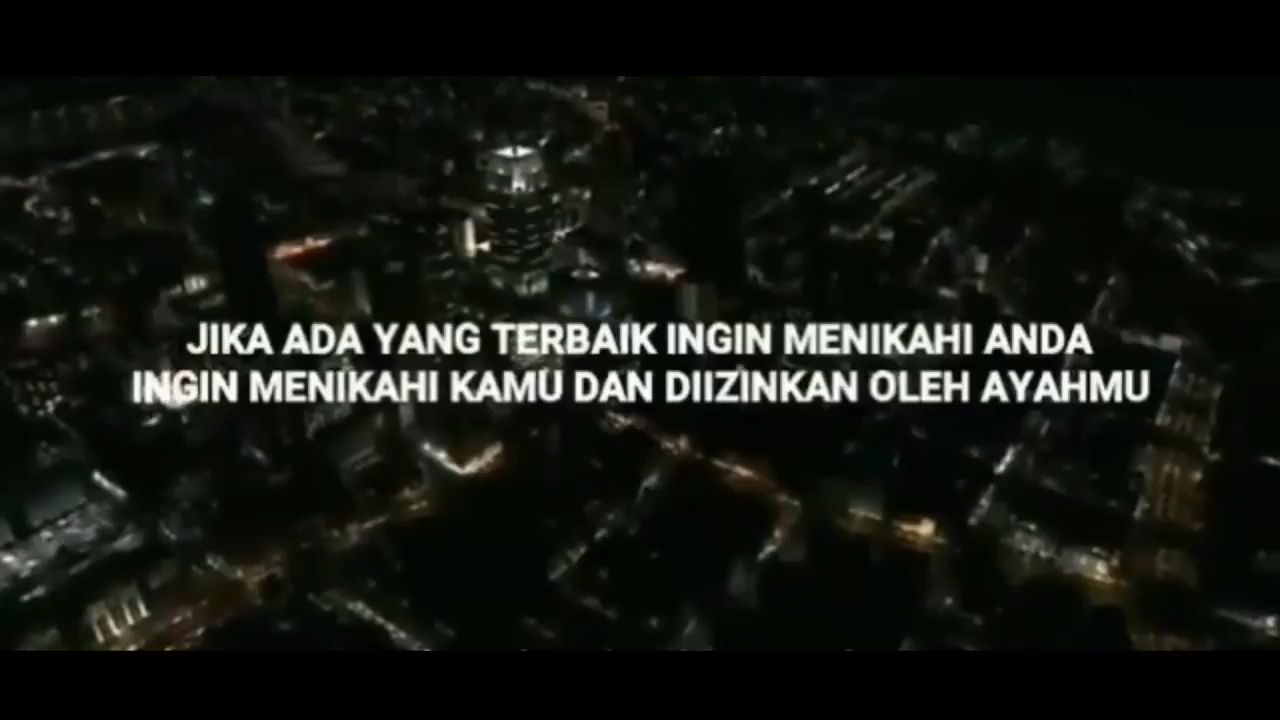 JIKA ADA YANG TERBAIK INGIN MENIKAHI ANDA
INGIN MENIKAHI KAMU DAN DIIZINKAN OLEH AYAHMU